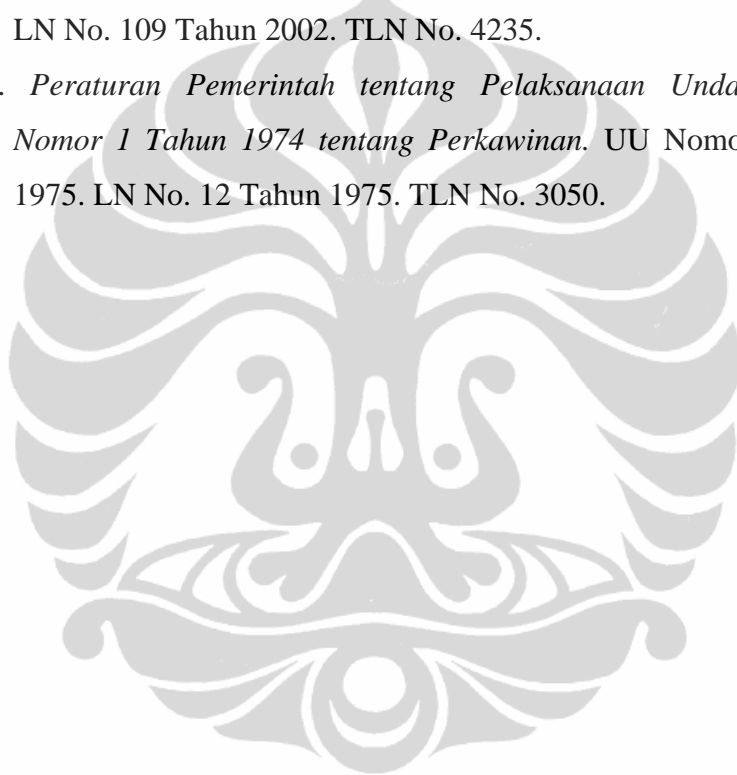 LN No. 109 Tahun 2002. TLN No. 4235.
. Peraturan Pemerintah tentang Pelaksanaan Unda
Nomor 1 Tahun 1974 tentang Perkawinan. UU Nomo
1975. LN No. 12 Tahun 1975. TLN No. 3050.